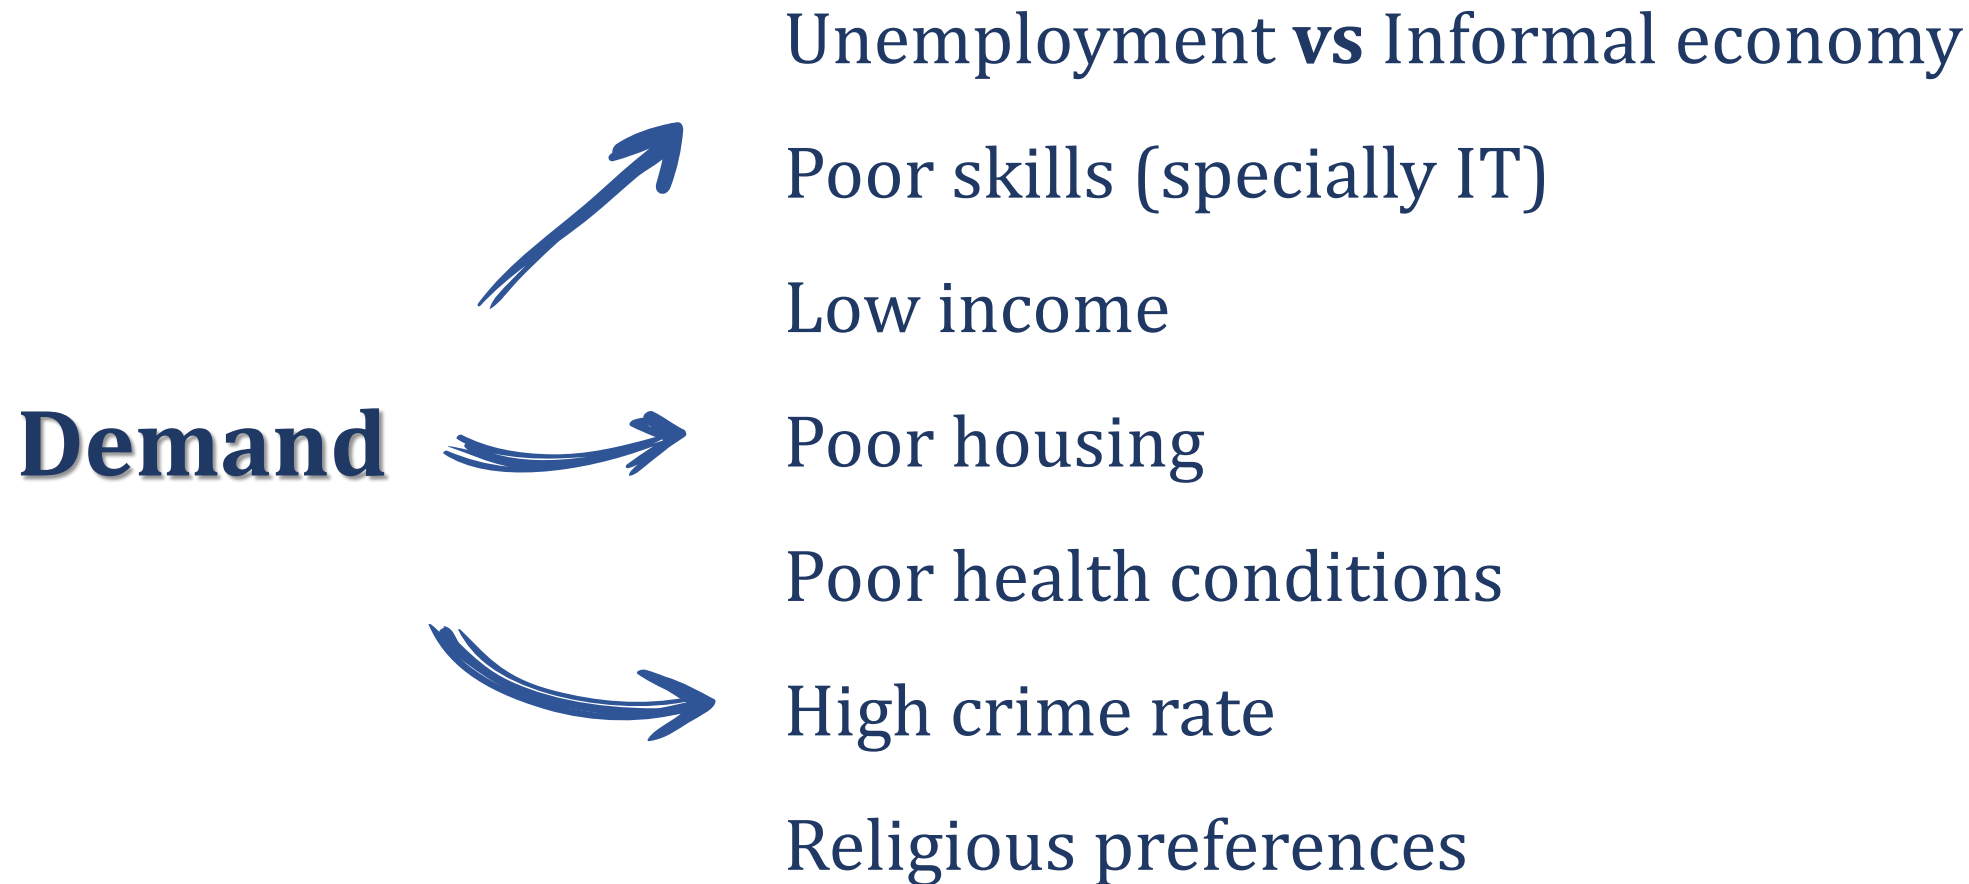 Unemployment vs Informal economy
Poor skills (specially IT)
Low income
Demand
Poor housing
Poor health conditions
High crime rate
Religious preferences